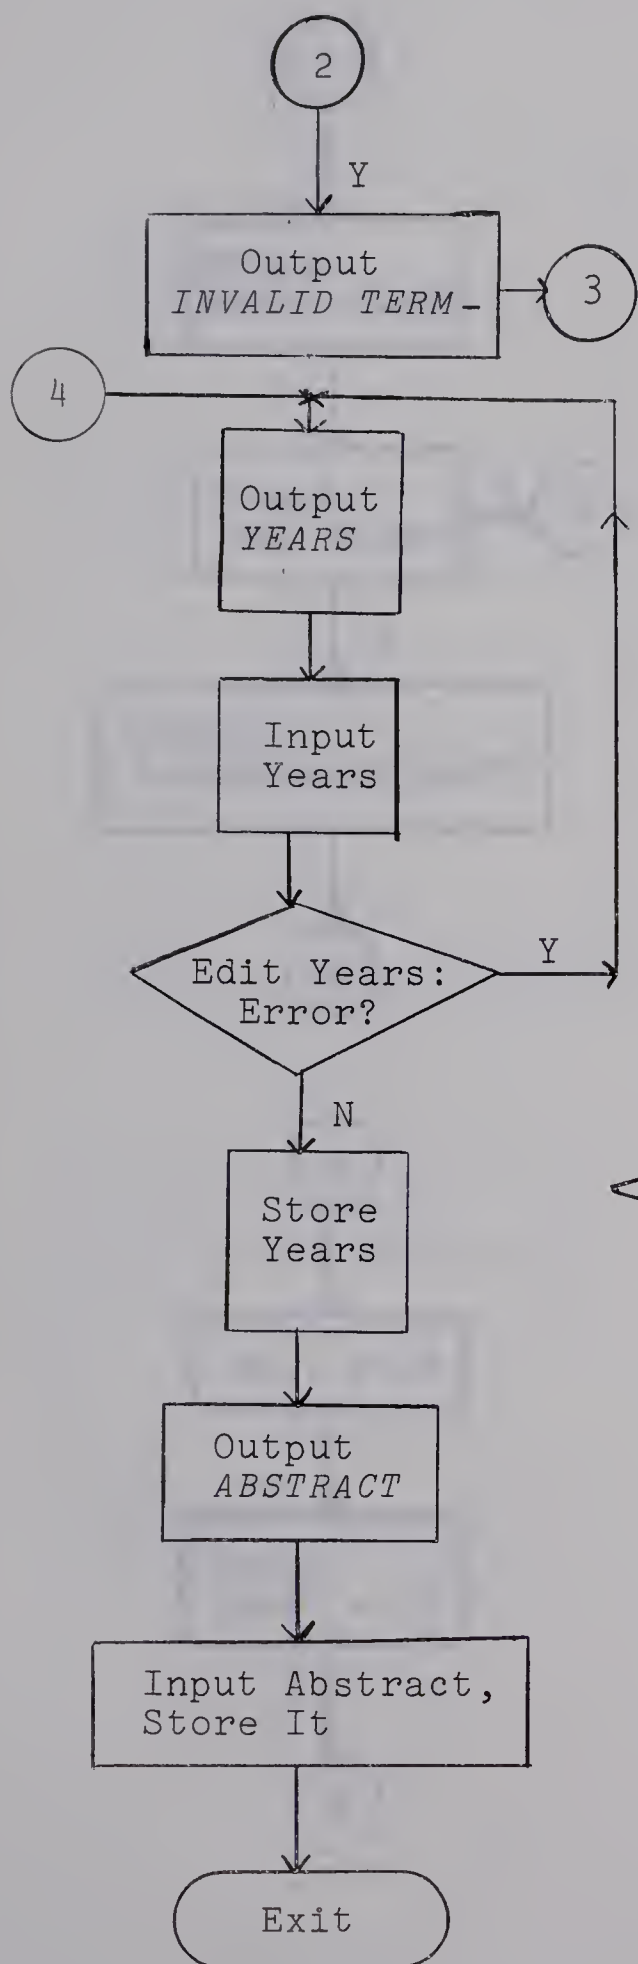 2
Y
Output
INVALID TERM-
3
4
Output
YEARS
Input
Years
Edit Years:
Error?
Y
N
Store
Years
Output
ABSTRACT
Input Abstract,
Store It
Exit